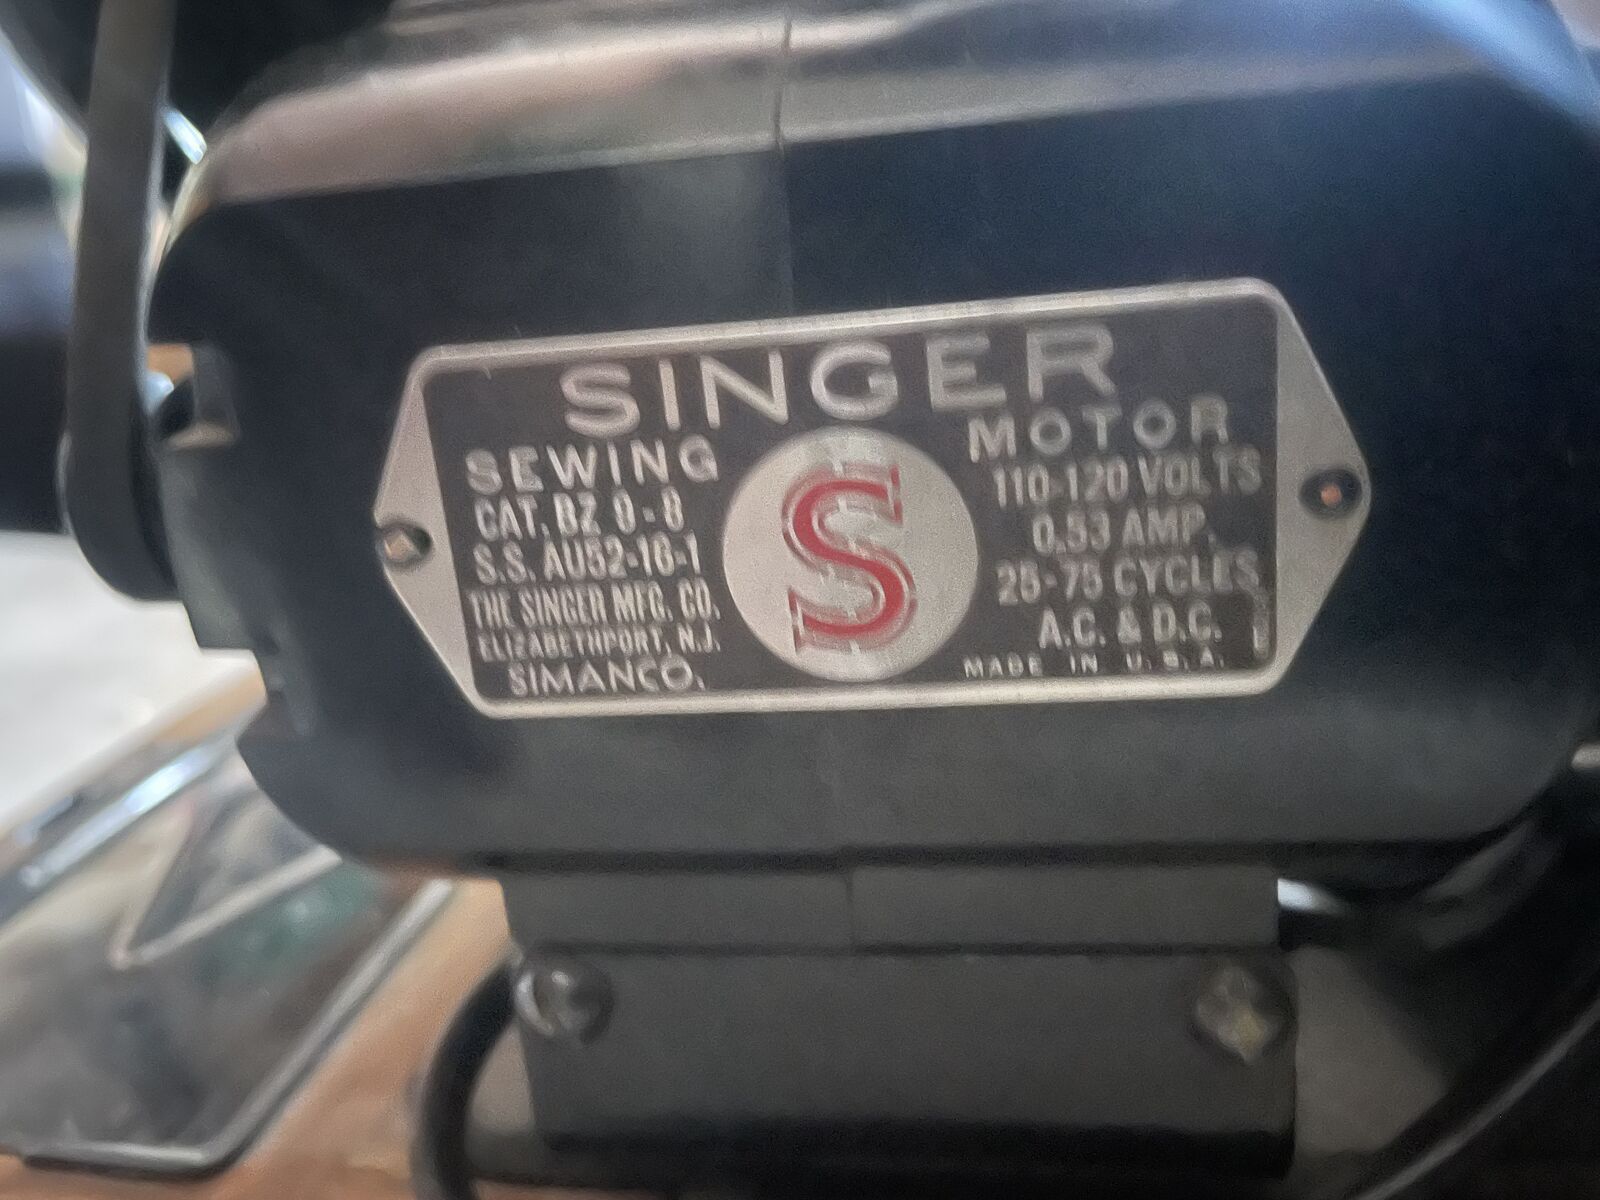 SINGER
SEWING MOTOR
CAT. BZ 9-8
S.S. AU52-16-1
THE SINGER MFG. CO.
ELIZABETHPORT, N.J.
SIMANCO.
S
110-120 VOLTS
0.53 AMP.
25-75 CYCLES
A.C. & D.C.
MADE IN U.S.A.